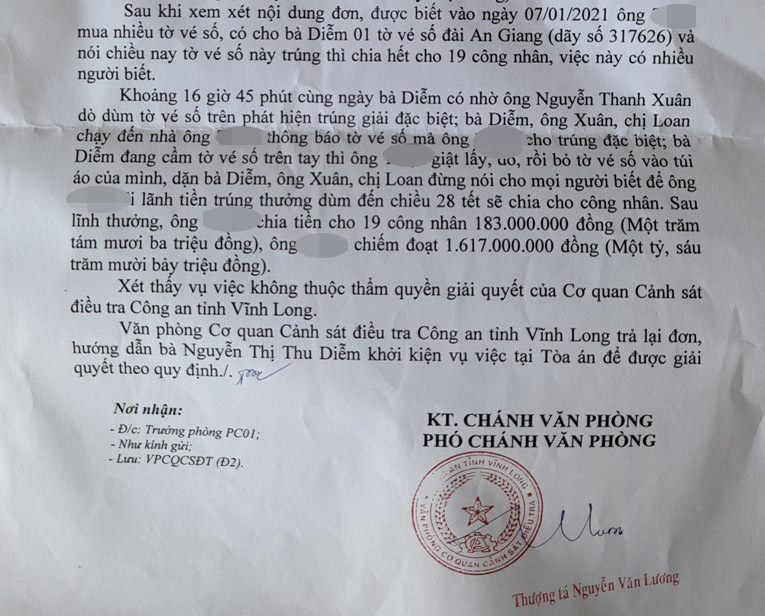 Sau khi xem xét nội dung đơn, được biết vào ngày 07/01/2021 ông
mua nhiều tờ vé số, có cho bà Diễm 01 tờ vé số đài An Giang (dãy số 317626) và
nói chiều nay tờ vé số này trúng thì chia hết cho 19 công nhân, việc này có nhiều
người biết.
Khoảng 16 giờ 45 phút cùng ngày bà Diễm có nhờ ông Nguyễn Thanh Xuân
dò dùm tờ vé số trên phát hiện trúng giải đặc biệt; bà Diễm, ông Xuân, chị Loan
chạy đến nhà ông thông báo tờ vé số mà ông cho trúng đặc biệt; bà
Diễm đang cầm tờ vé số trên tay thì ông giật lấy, rồi bỏ tờ vé số vào túi
áo của mình, dặn bà Diễm, ông Xuân, chị Loan đừng nói cho mọi người biết để ông
i lãnh tiền trúng thưởng dùm đến chiều 28 tết sẽ chia cho công nhân. Sau
lĩnh thưởng, ông chia tiền cho 19 công nhân 183.000.000 đồng (Một trăm
tám mươi ba triệu đồng), ông chiếm đoạt 1.617.000.000 đồng (Một tỷ, sáu
trăm mười bảy triệu đồng).
Xét thấy vụ việc không thuộc thẩm quyền giải quyết của Cơ quan Cảnh sát
điều tra Công an tỉnh Vĩnh Long.
Văn phòng Cơ quan Cảnh sát điều tra Công an tỉnh Vĩnh Long trả lại đơn,
hướng dẫn bà Nguyễn Thị Thu Diễm khởi kiện vụ việc tại Tòa án để được giải
quyết theo quy định./.
Nơi nhận:
- Đ/c: Trưởng phòng PC01;
- Như kính gửi;
- Lưu: VPCQCSĐT (Đ2).
KT. CHÁNH VĂN PHÒNG
PHÓ CHÁNH VĂN PHÒNG
AN TỈNH VĨNH LONG
VĂN PHÒNG CƠ QUAN CẢNH SÁT ĐIỀU TRA
Thượng tá Nguyễn Văn Lương